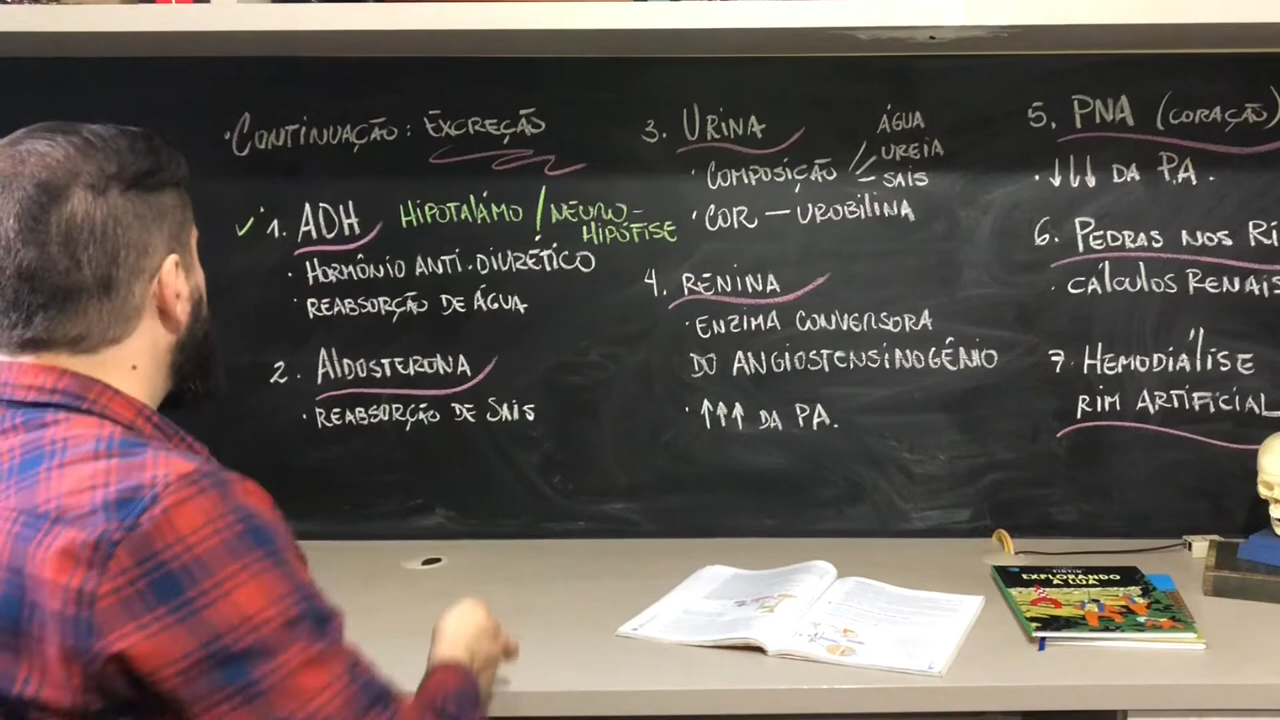 • CONTINUAÇÃO: EXCREÇÃO
✓ 1. ADH HIPOTALÁMO / NEURO-
HIPÓFISE
• HORMÔNIO ANTI-DIURÉTICO
• REABSORÇÃO DE ÁGUA
2. ALDOSTERONA
• REABSORÇÃO DE SAIS
3. URINA
• COMPOSIÇÃO
ÁGUA
UREIA
SAIS
• COR — UROBILINA
4. RENINA
• ENZIMA CONVERSORA
DO ANGIOSTENSINOGÊNIO
• ↑↑↑ DA PA.
5. PNA (CORAÇÃO)
• ↓↓↓ DA P.A.
6. PEDRAS NOS RI
• CÁLCULOS RENAIS
7. HEMODIÁLISE
RIM ARTIFICIAL
TINTIN
EXPLORANDO
A LUA